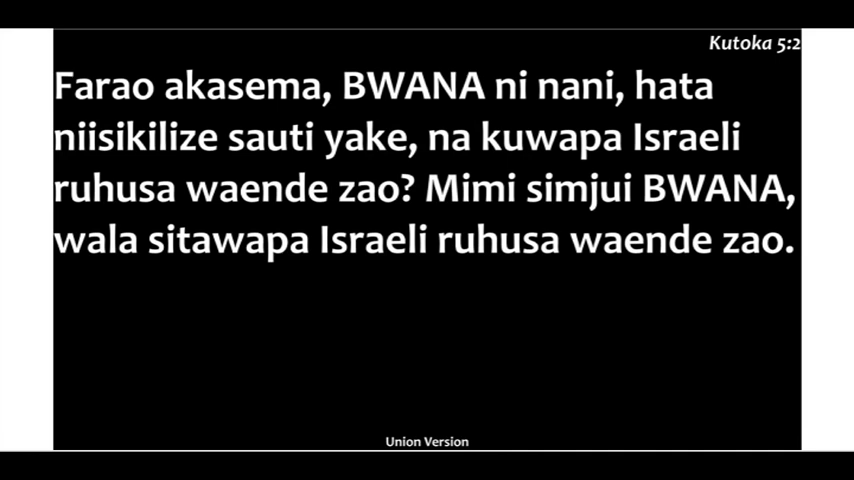 Kutoka 5:2
Farao akasema, BWANA ni nani, hata
niisikilize sauti yake, na kuwapa Israeli
ruhusa waende zao? Mimi simjui BWANA,
wala sitawapa Israeli ruhusa waende zao.
Union Version